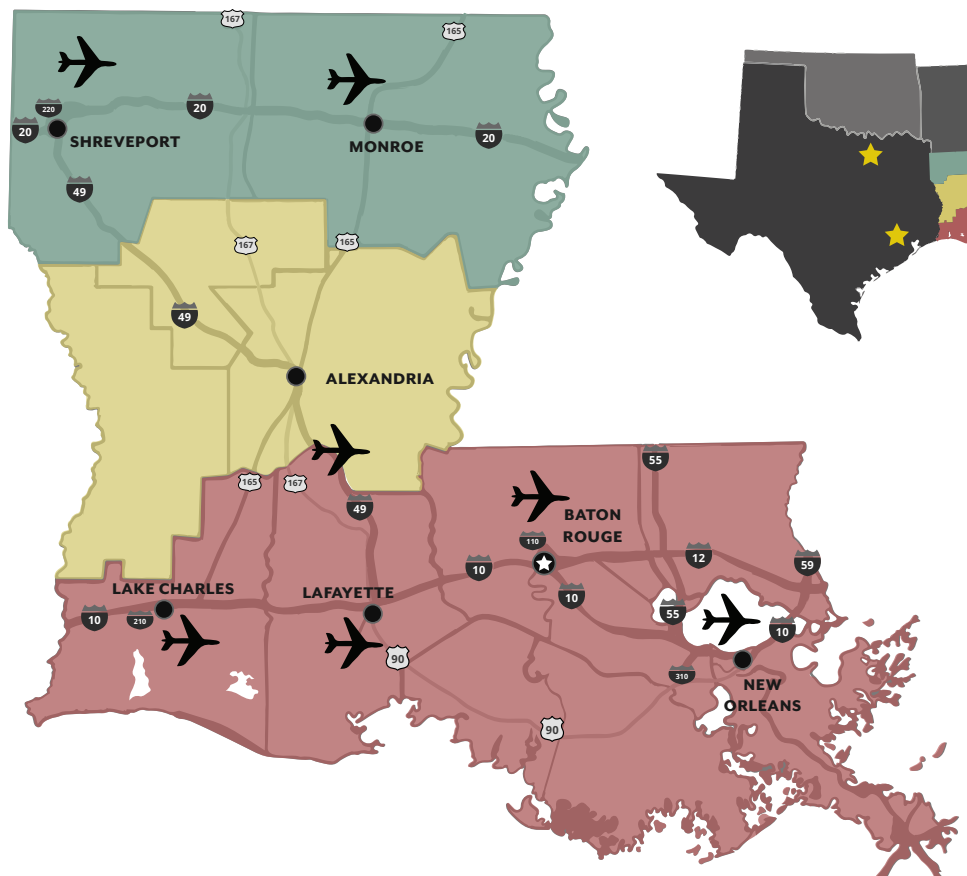 167
165
220
20
20
20
SHREVEPORT
MONROE
49
167
165
49
ALEXANDRIA
55
165
167
49
BATON
ROUGE
110
12
59
10
10
LAKE CHARLES
LAFAYETTE
10
210
55
10
90
310
NEW
ORLEANS
90